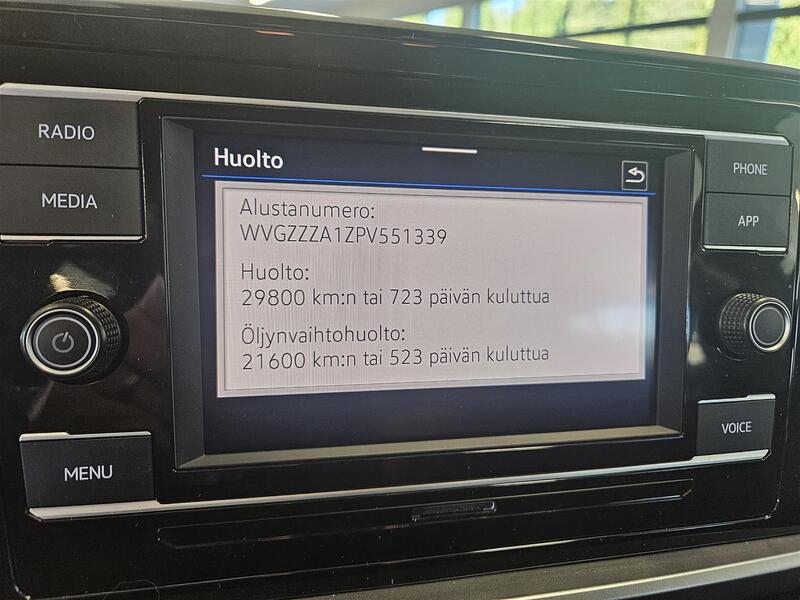 RADIO
MEDIA
MENU
Huolto
Alustanumero:
WVGZZZA1ZPV551339
Huolto:
29800 km:n tai 723 päivän kuluttua
Öljynvaihtohuolto:
21600 km:n tai 523 päivän kuluttua
PHONE
APP
VOICE